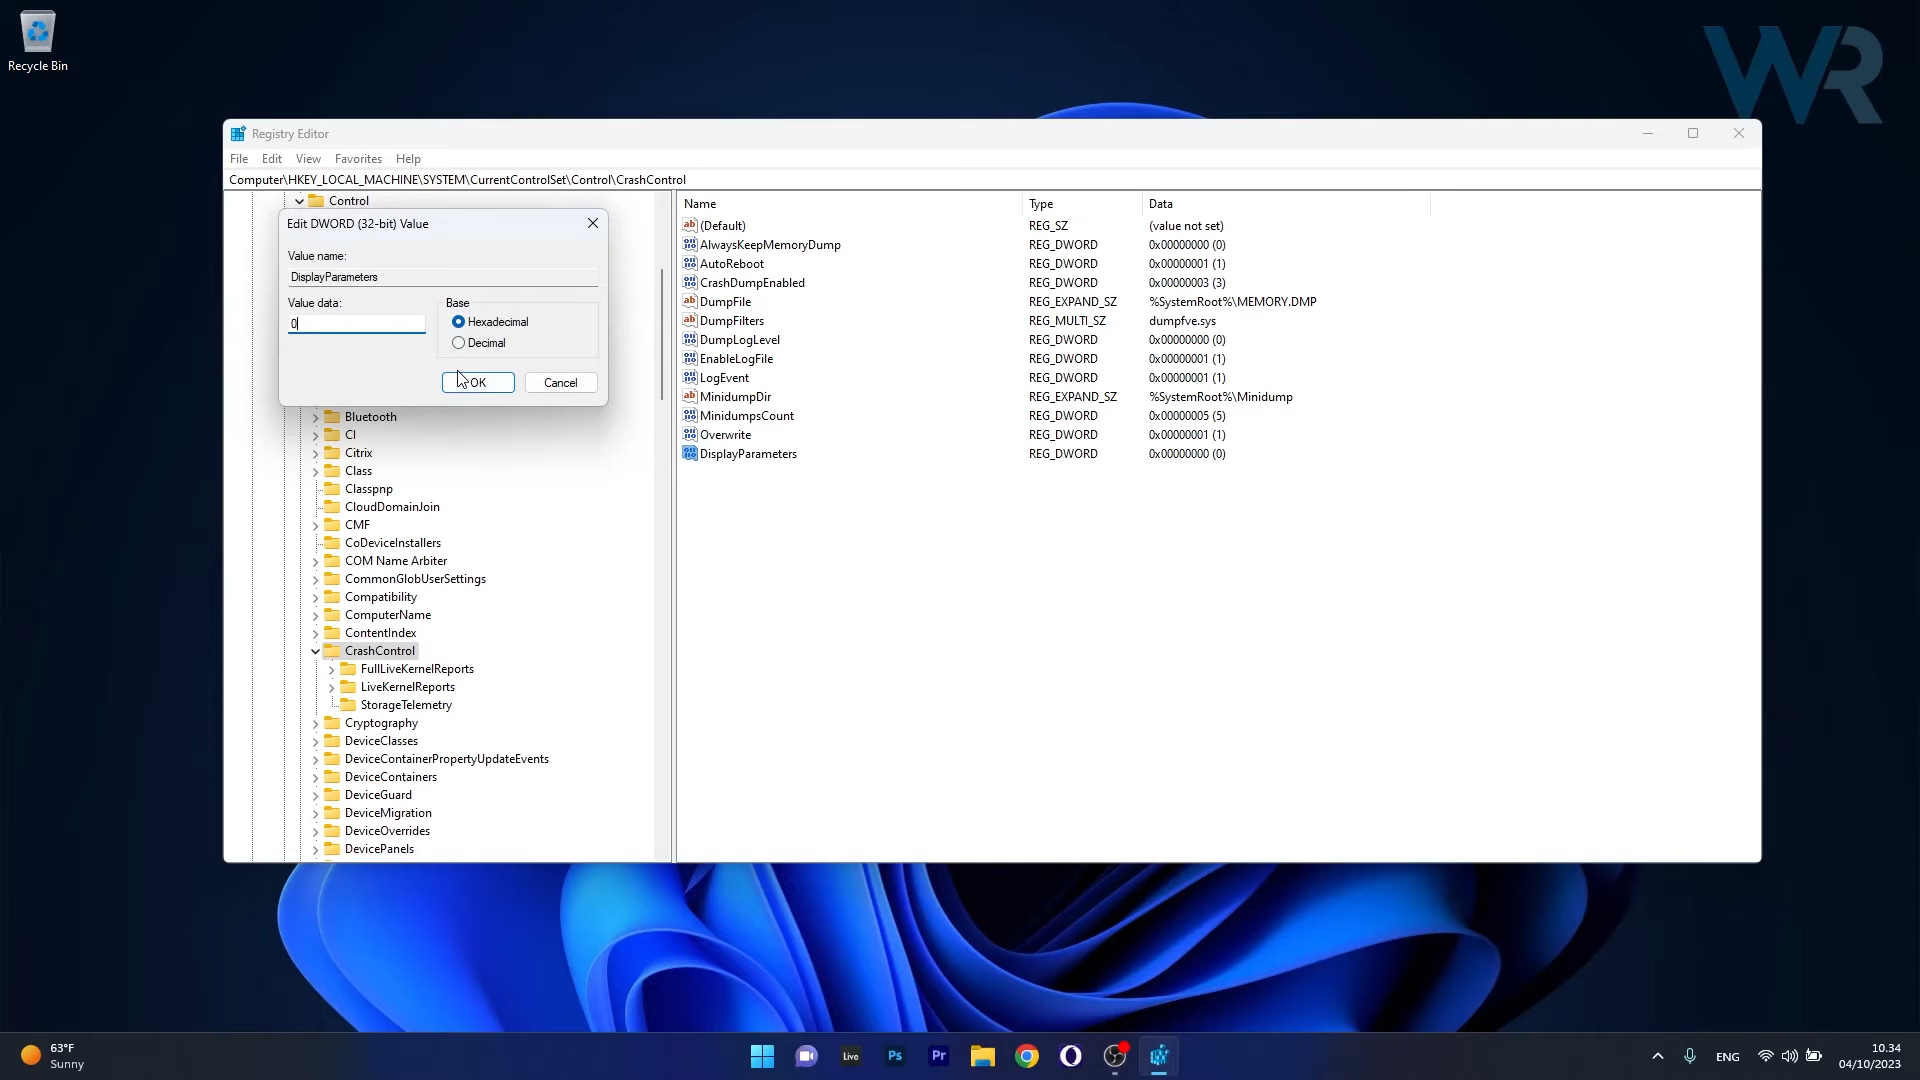 Recycle Bin
WR
Registry Editor
File Edit View Favorites Help
Computer\HKEY_LOCAL_MACHINE\SYSTEM\CurrentControlSet\Control\CrashControl
Control
Edit DWORD (32-bit) Value
Value name:
DisplayParameters
Value data:
0
Base
Hexadecimal
Decimal
OK Cancel
Bluetooth
CI
Citrix
Class
Classpnp
CloudDomainJoin
CMF
CoDeviceInstallers
COM Name Arbiter
CommonGlobUserSettings
Compatibility
ComputerName
ContentIndex
CrashControl
FullLiveKernelReports
LiveKernelReports
StorageTelemetry
Cryptography
DeviceClasses
DeviceContainerPropertyUpdateEvents
DeviceContainers
DeviceGuard
DeviceMigration
DeviceOverrides
DevicePanels
Name Type Data
(Default) REG_SZ (value not set)
AlwaysKeepMemoryDump REG_DWORD 0x00000000 (0)
AutoReboot REG_DWORD 0x00000001 (1)
CrashDumpEnabled REG_DWORD 0x00000003 (3)
DumpFile REG_EXPAND_SZ %SystemRoot%\MEMORY.DMP
DumpFilters REG_MULTI_SZ dumpfve.sys
DumpLogLevel REG_DWORD 0x00000000 (0)
EnableLogFile REG_DWORD 0x00000001 (1)
LogEvent REG_DWORD 0x00000001 (1)
MinidumpDir REG_EXPAND_SZ %SystemRoot%\Minidump
MinidumpsCount REG_DWORD 0x00000005 (5)
Overwrite REG_DWORD 0x00000001 (1)
DisplayParameters REG_DWORD 0x00000000 (0)
63°F
Sunny
Live
Ps
Pr
ENG
10.34
04/10/2023